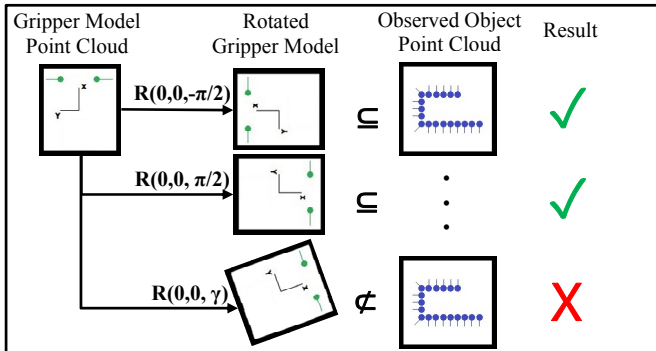 Gripper Model
Point Cloud
Rotated
Gripper Model
Observed Object
Point Cloud
Result
X
Y
R(0,0,-π/2)
X
Y
⊆
R(0,0, π/2)
Y
X
⊆
R(0,0, γ)
Y
X
⊄
X